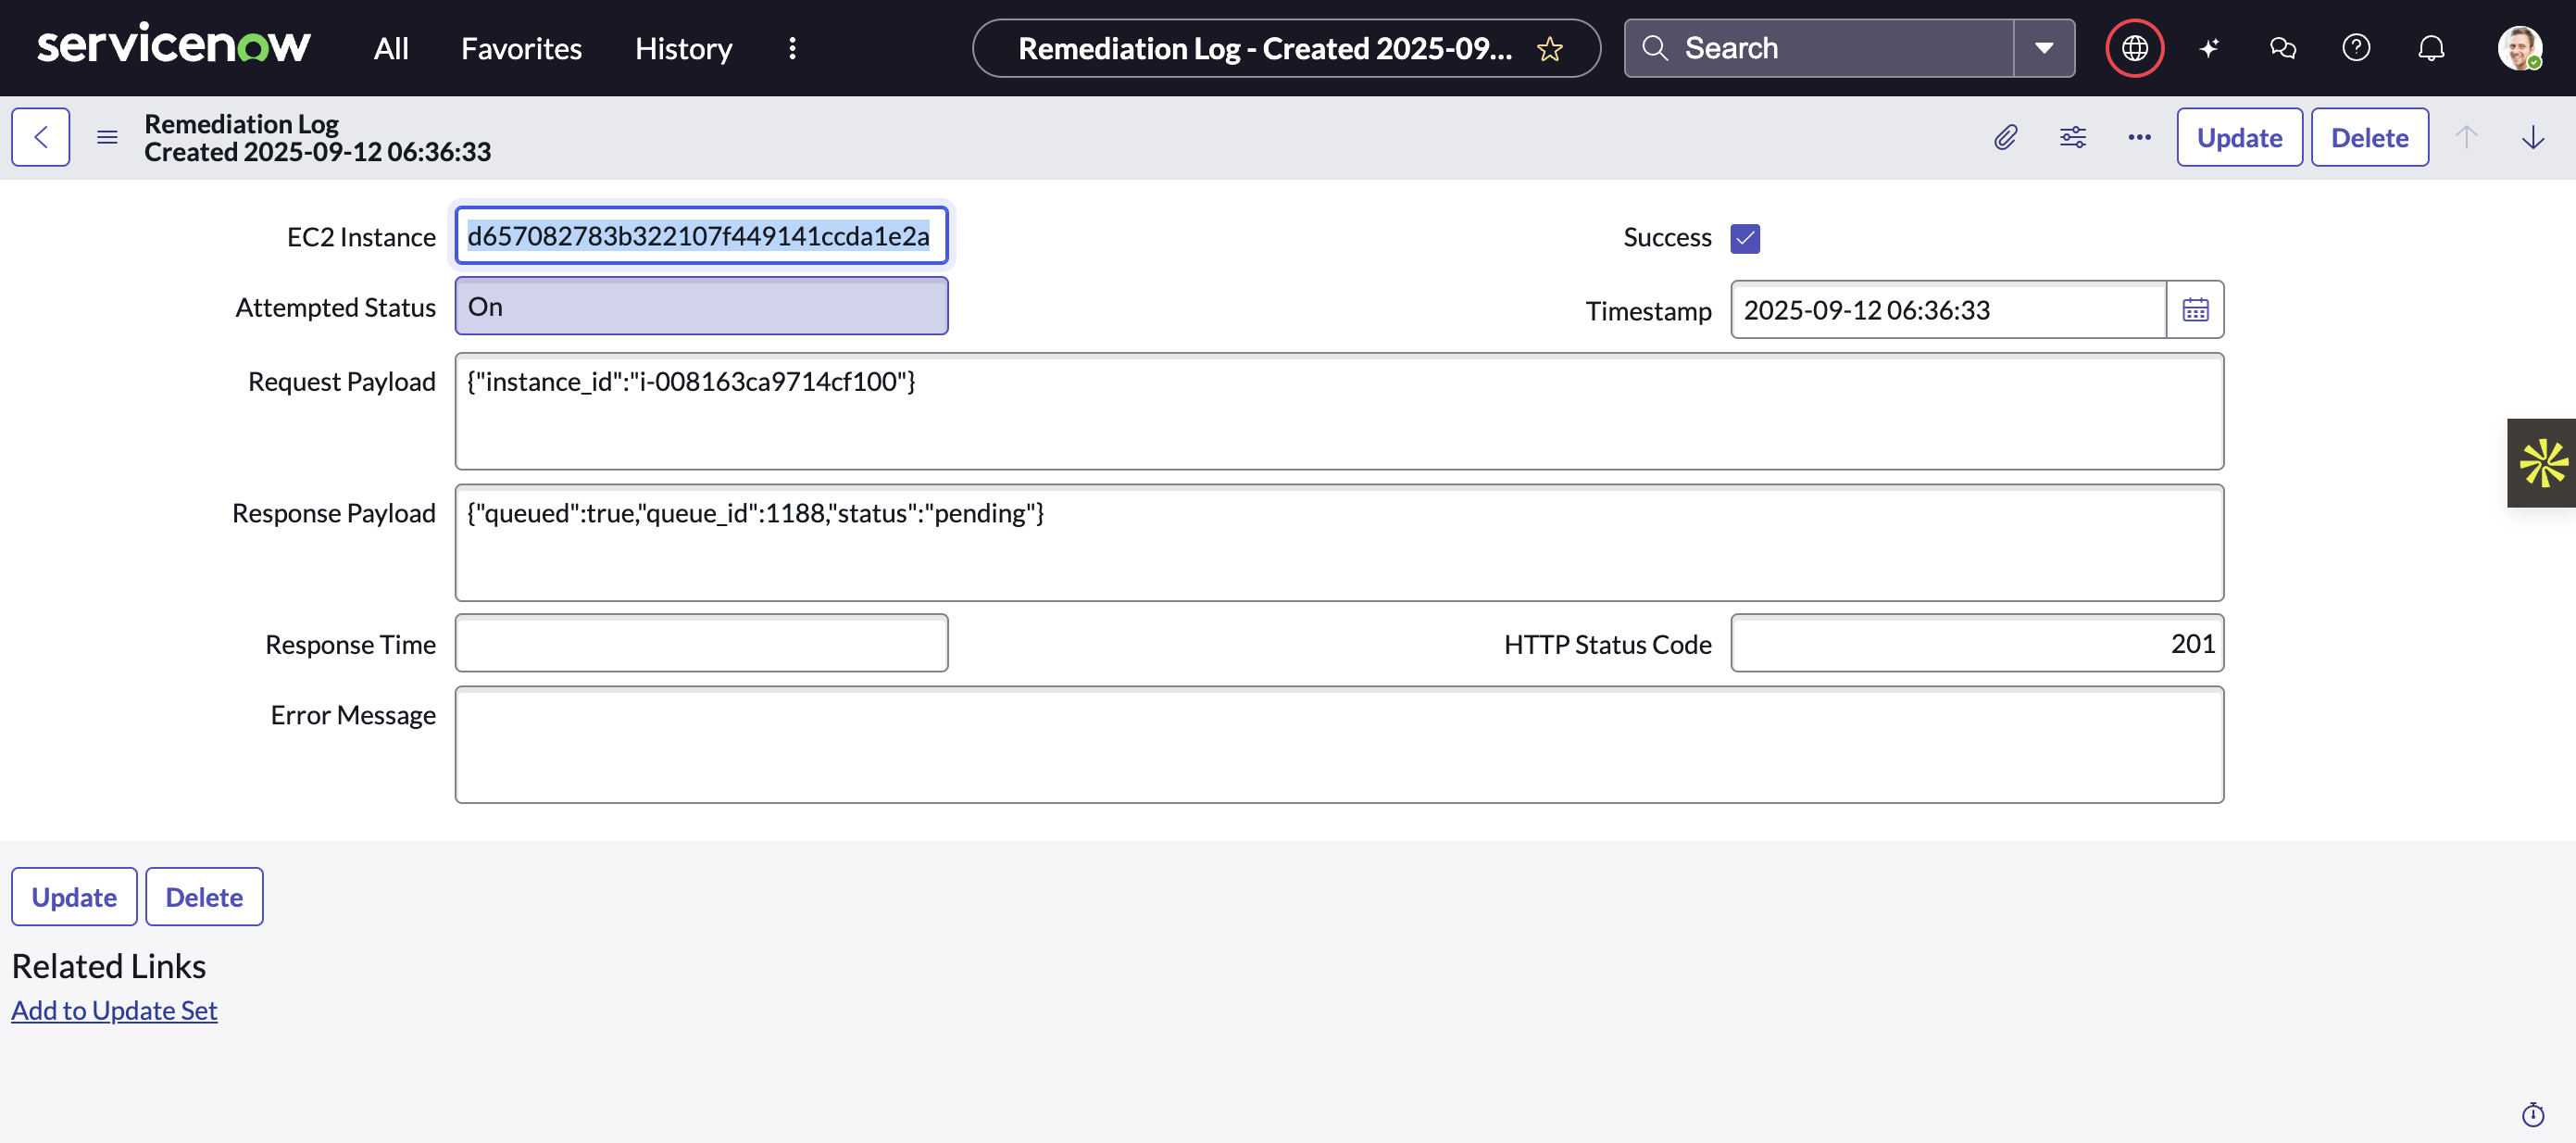 servicenow
All
Favorites
History
Remediation Log - Created 2025-09...
Search
Remediation Log
Created 2025-09-12 06:36:33
Update
Delete
EC2 Instance
d657082783b322107f449141ccda1e2a
Success
Attempted Status
On
Timestamp
2025-09-12 06:36:33
Request Payload
{"instance_id":"i-008163ca9714cf100"}
Response Payload
{"queued":true,"queue_id":1188,"status":"pending"}
Response Time
HTTP Status Code
201
Error Message
Update
Delete
Related Links
Add to Update Set